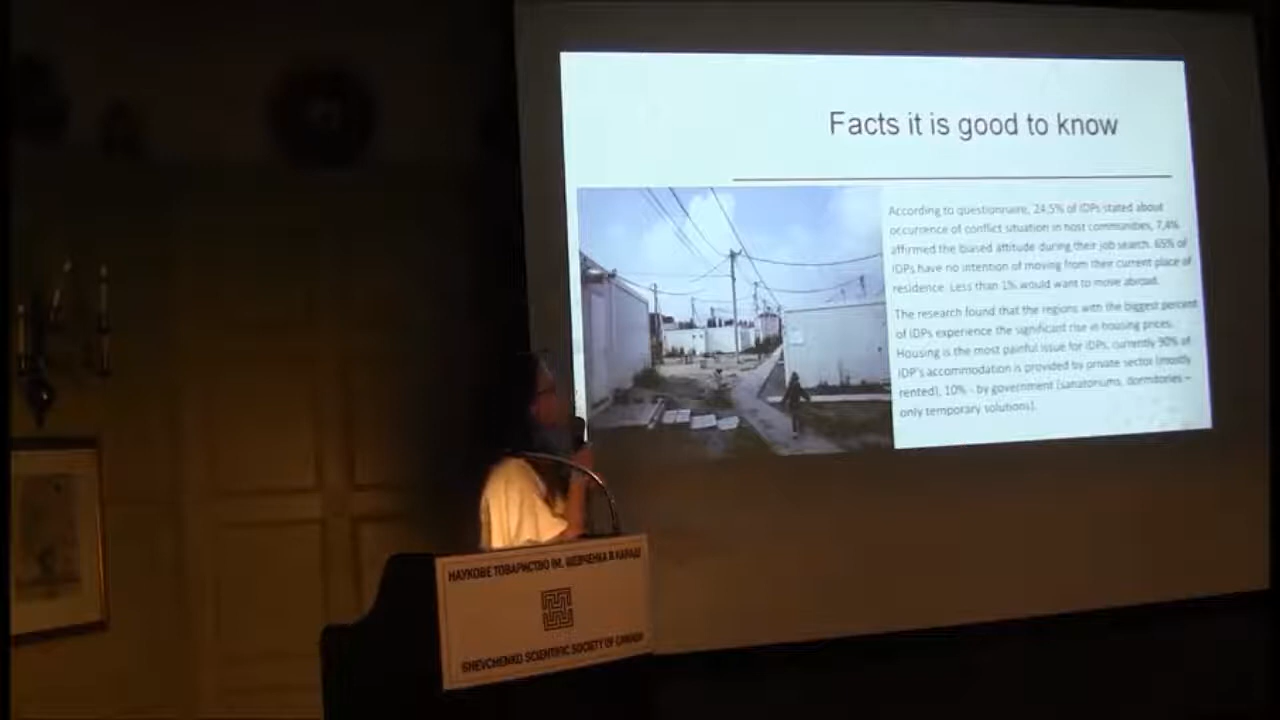 Facts it is good to know
According to questionnaire, 24.5% of IDPs stated about
occurrence of conflict situation in host communities, 7,4%
affirmed the biased attitude during their job search. 65% of
IDPs have no intention of moving from their current place of
residence. Less than 1% would want to move abroad.
The research found that the regions with the biggest percent
of IDPs experience the significant rise in housing prices.
Housing is the most painful issue for IDPs, currently 90% of
IDP's accommodation is provided by private sector (mostly
rented), 10% - by government (sanatoriums, dormitories –
only temporary solutions).
НАУКОВЕ ТОВАРИСТВО ІМ. ШЕВЧЕНКА В КАНАДІ
SHEVCHENKO SCIENTIFIC SOCIETY OF CANADA